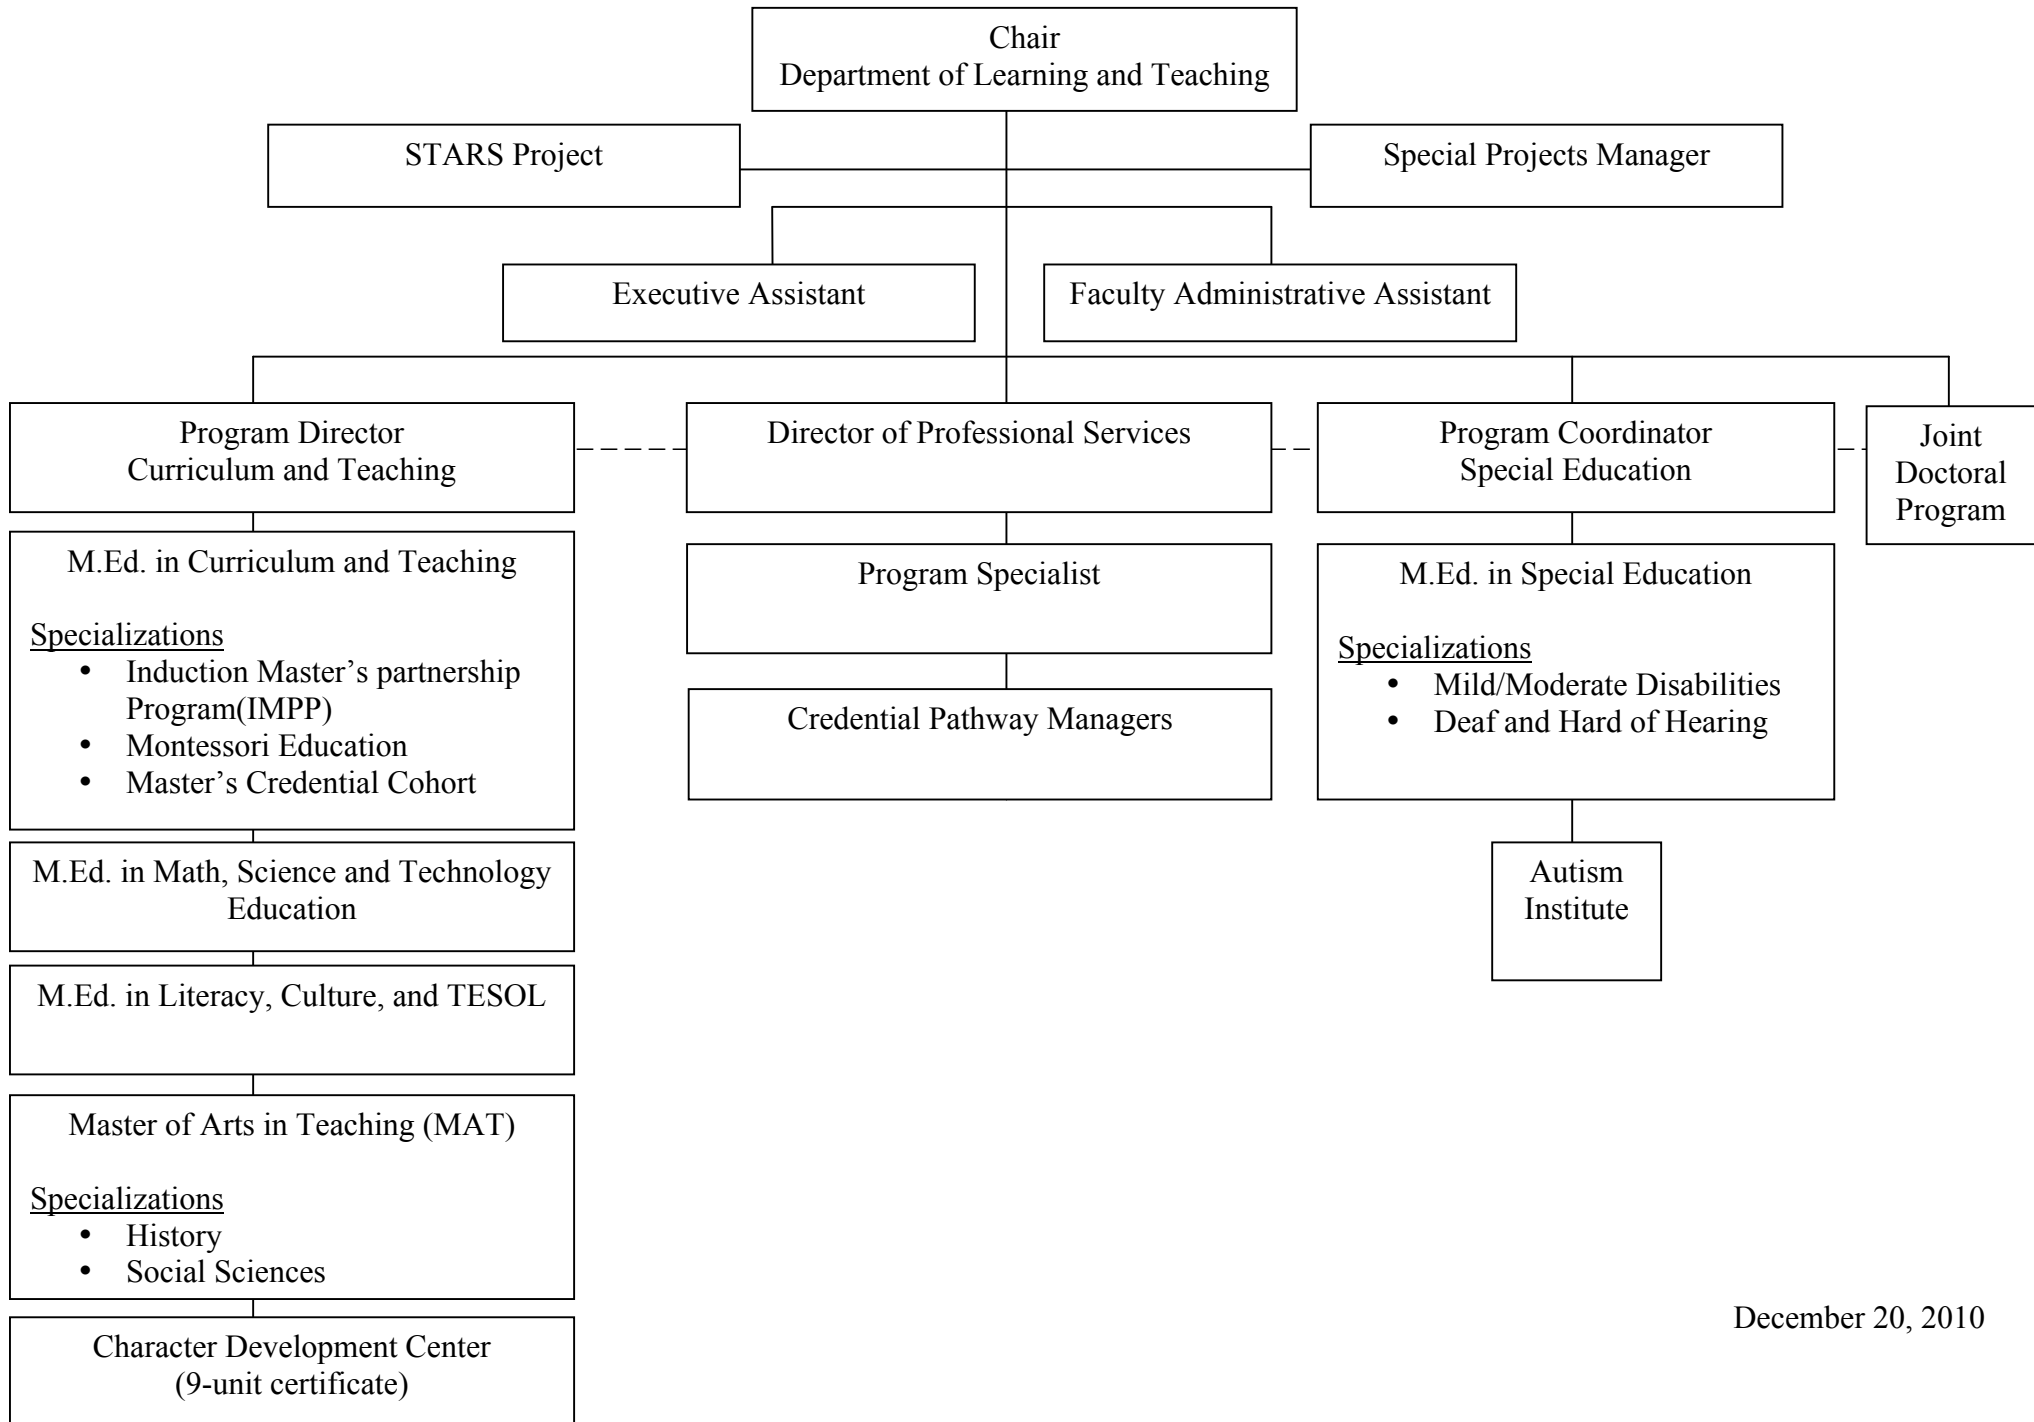 Chair
Department of Learning and Teaching
STARS Project
Special Projects Manager
Executive Assistant
Faculty Administrative Assistant
Program Director
Curriculum and Teaching
Director of Professional Services
Program Coordinator
Special Education
Joint
Doctoral
Program
M.Ed. in Curriculum and Teaching
Specializations
• Induction Master’s partnership
Program(IMPP)
• Montessori Education
• Master’s Credential Cohort
Program Specialist
Credential Pathway Managers
M.Ed. in Special Education
Specializations
• Mild/Moderate Disabilities
• Deaf and Hard of Hearing
Autism
Institute
M.Ed. in Math, Science and Technology
Education
M.Ed. in Literacy, Culture, and TESOL
Master of Arts in Teaching (MAT)
Specializations
• History
• Social Sciences
Character Development Center
(9-unit certificate)
December 20, 2010